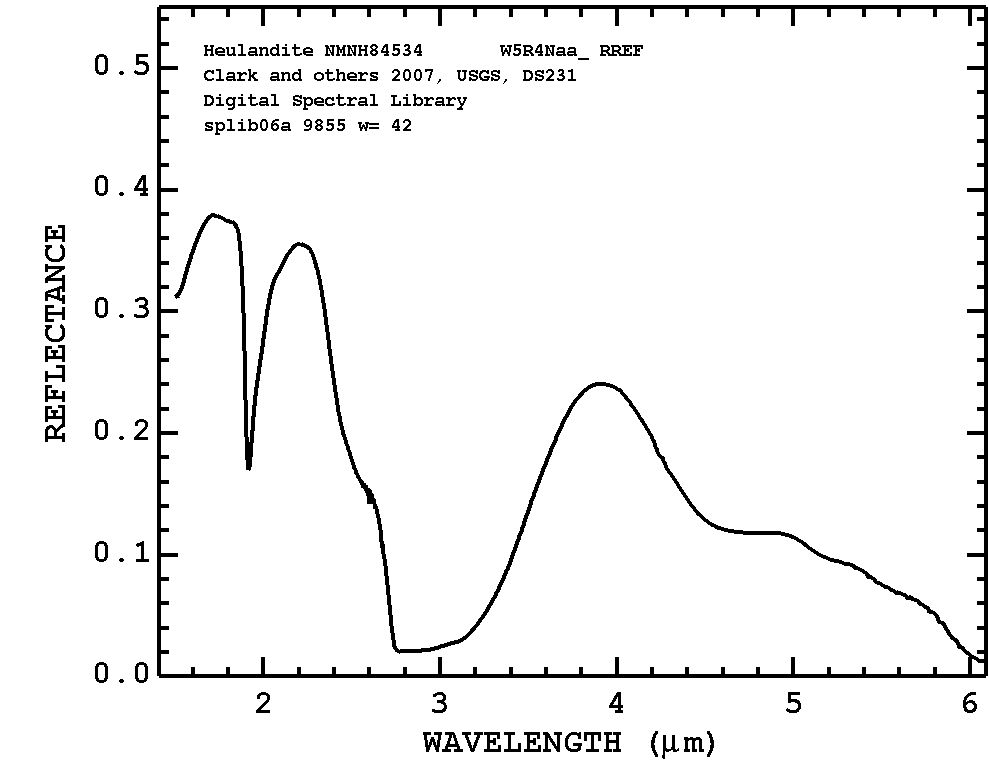 Heulandite NMNH84534 W5R4Naa_ RREF
Clark and others 2007, USGS, DS231
Digital Spectral Library
splib06a 9855 w= 42
0.5
0.4
0.3
0.2
0.1
0.0
REFLECTANCE
2 3 4 5 6
WAVELENGTH (μm)